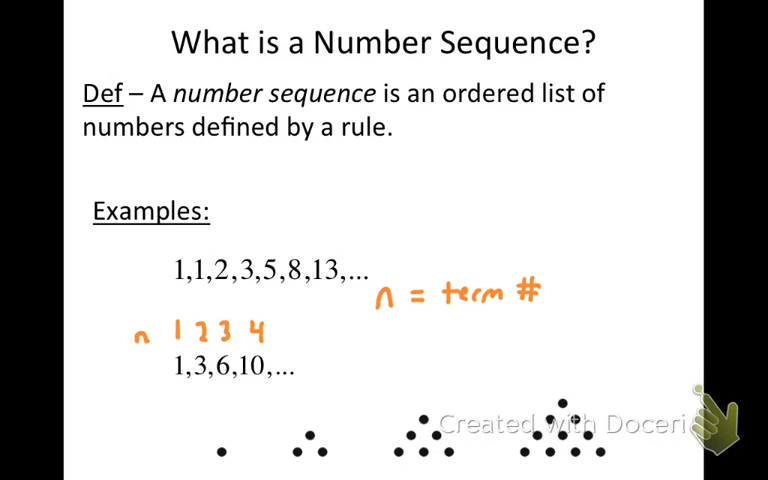 What is a Number Sequence?
Def – A number sequence is an ordered list of
numbers defined by a rule.
Examples:
1,1,2,3,5,8,13,...
n = term #
n 1 2 3 4
1,3,6,10,...
Created with Doceri